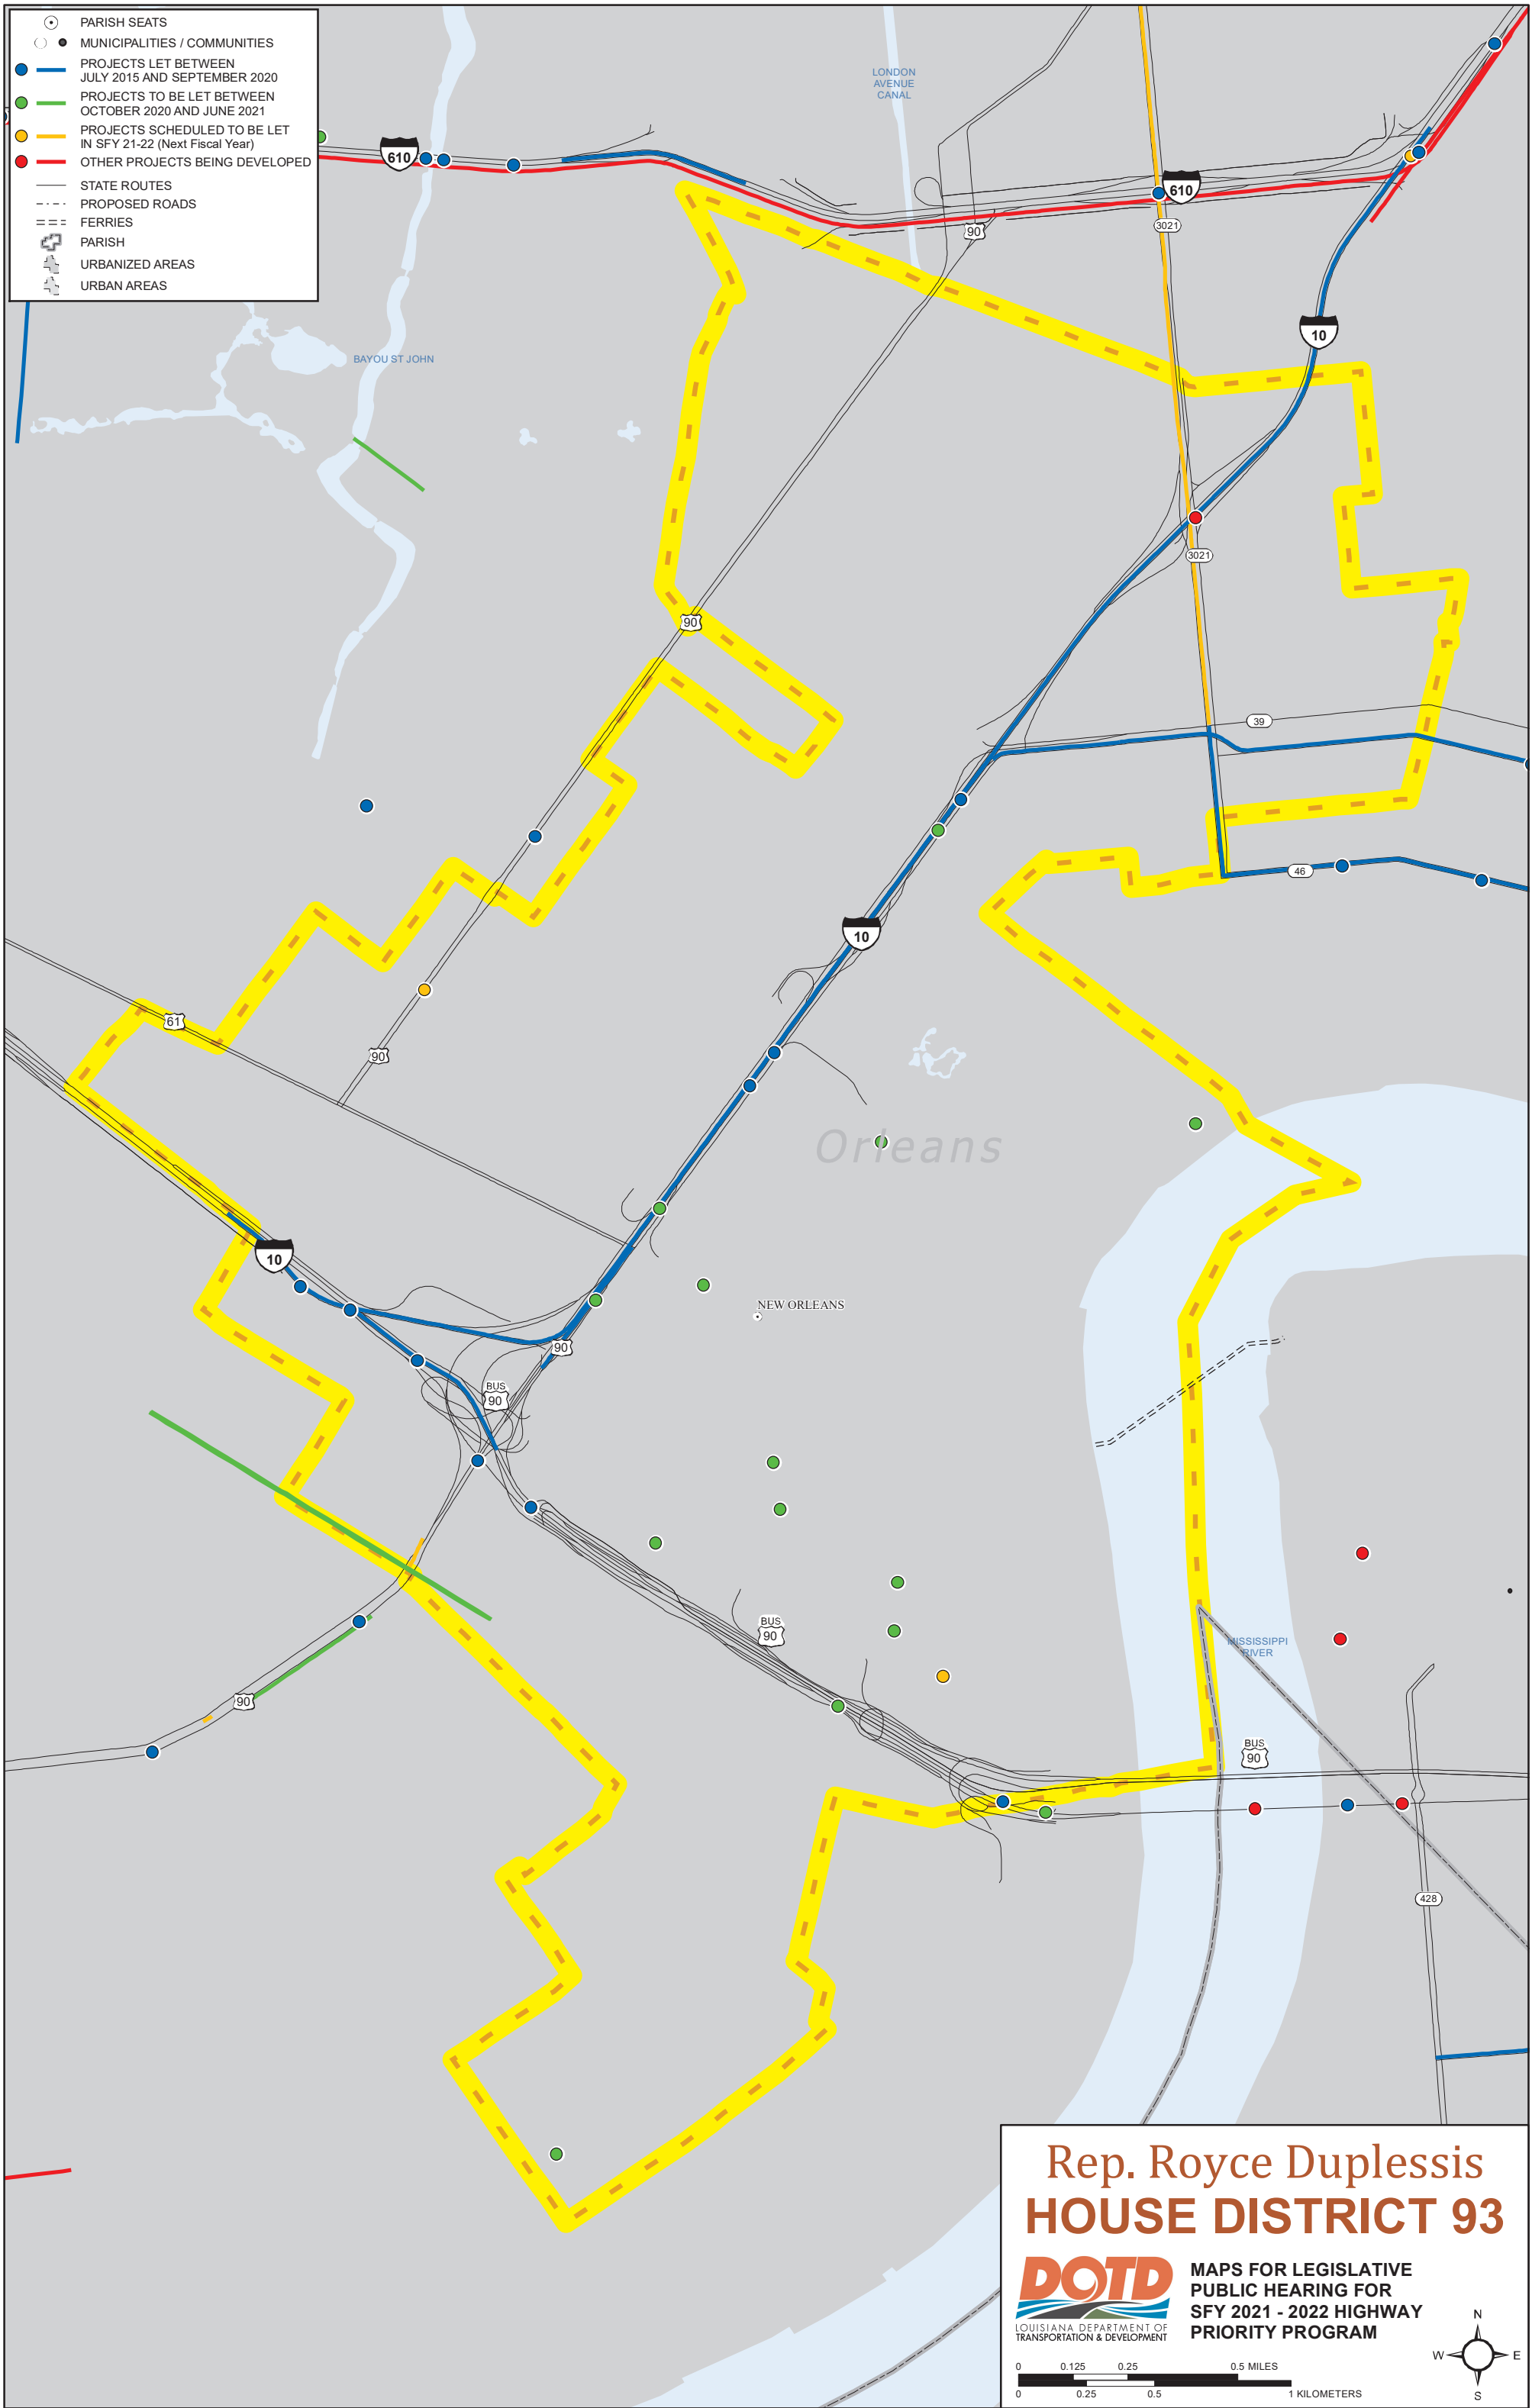 PARISH SEATS
MUNICIPALITIES / COMMUNITIES
PROJECTS LET BETWEEN
JULY 2015 AND SEPTEMBER 2020
PROJECTS TO BE LET BETWEEN
OCTOBER 2020 AND JUNE 2021
PROJECTS SCHEDULED TO BE LET
IN SFY 21-22 (Next Fiscal Year)
OTHER PROJECTS BEING DEVELOPED
STATE ROUTES
PROPOSED ROADS
FERRIES
PARISH
URBANIZED AREAS
URBAN AREAS
LONDON
AVENUE
CANAL
610
610
3021
90
10
BAYOU ST JOHN
3021
90
39
46
10
61
90
Orleans
10
NEW ORLEANS
90
BUS
90
BUS
90
MISSISSIPPI
RIVER
90
BUS
90
428
Rep. Royce Duplessis
HOUSE DISTRICT 93
DOTD
LOUISIANA DEPARTMENT OF
TRANSPORTATION & DEVELOPMENT
MAPS FOR LEGISLATIVE
PUBLIC HEARING FOR
SFY 2021 - 2022 HIGHWAY
PRIORITY PROGRAM
N
W E
S
0 0.125 0.25 0.5 MILES
0 0.25 0.5 1 KILOMETERS